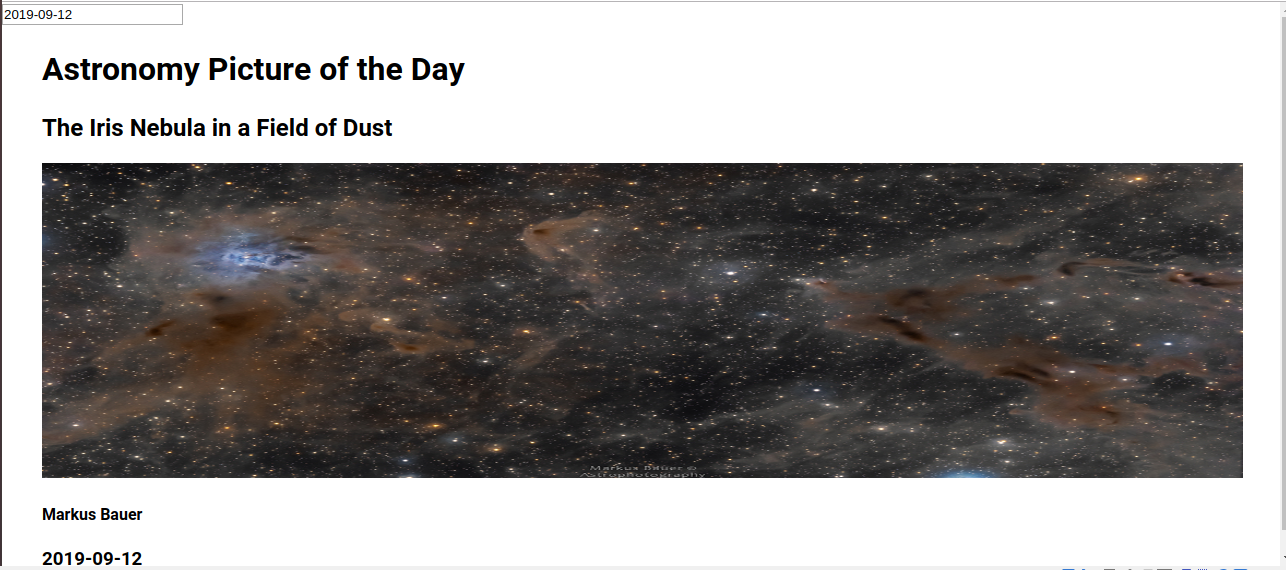 2019-09-12
Astronomy Picture of the Day
The Iris Nebula in a Field of Dust
Markus Bauer ©
Astrophotography
Markus Bauer
2019-09-12